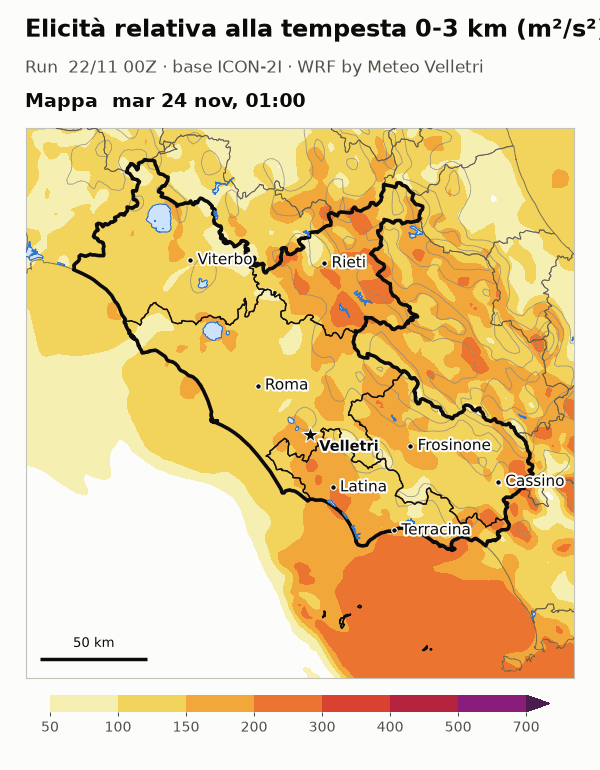 Elicità relativa alla tempesta 0-3 km (m²/s²)
Run 22/11 00Z · base ICON-2I · WRF by Meteo Velletri
Mappa mar 24 nov, 01:00
Viterbo
Rieti
Roma
Velletri
Frosinone
Latina
Cassino
Terracina
50 km
50 100 150 200 300 400 500 700